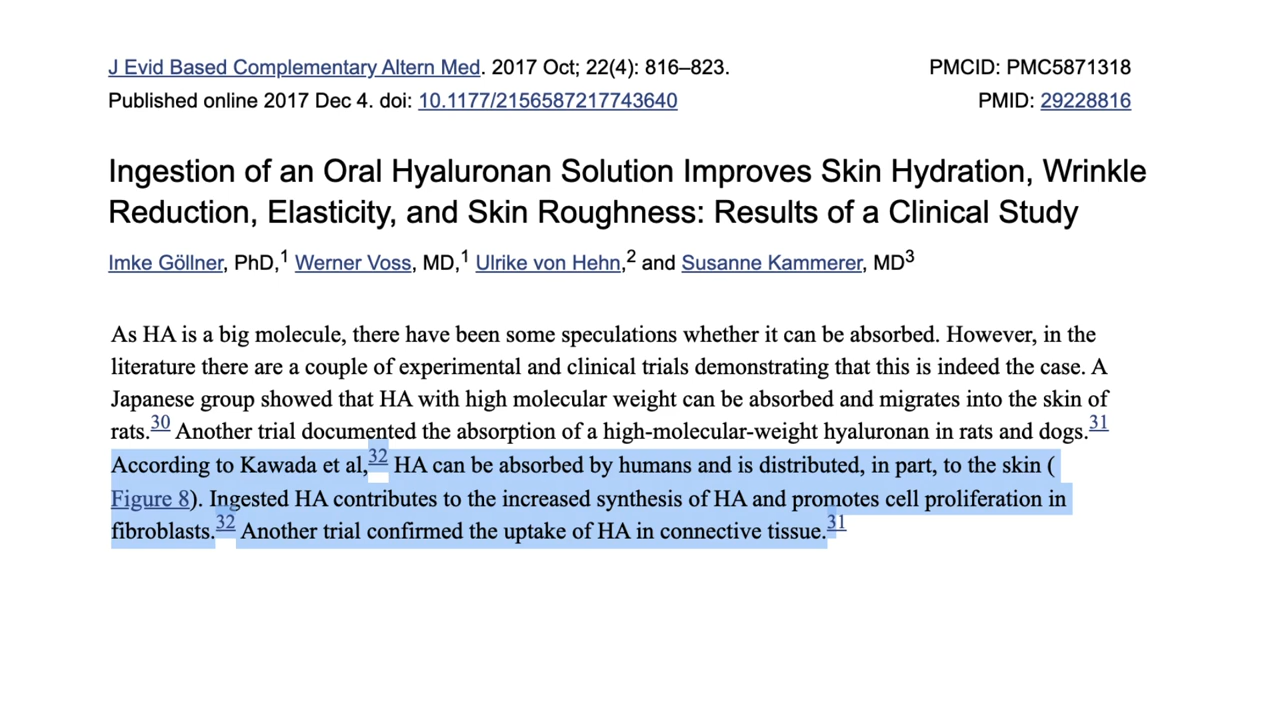 J Evid Based Complementary Altern Med. 2017 Oct; 22(4): 816–823. PMCID: PMC5871318
Published online 2017 Dec 4. doi: 10.1177/2156587217743640 PMID: 29228816
Ingestion of an Oral Hyaluronan Solution Improves Skin Hydration, Wrinkle
Reduction, Elasticity, and Skin Roughness: Results of a Clinical Study
Imke Göllner, PhD,1 Werner Voss, MD,1 Ulrike von Hehn,2 and Susanne Kammerer, MD3
As HA is a big molecule, there have been some speculations whether it can be absorbed. However, in the
literature there are a couple of experimental and clinical trials demonstrating that this is indeed the case. A
Japanese group showed that HA with high molecular weight can be absorbed and migrates into the skin of
rats.30 Another trial documented the absorption of a high-molecular-weight hyaluronan in rats and dogs.31
According to Kawada et al,32 HA can be absorbed by humans and is distributed, in part, to the skin (
Figure 8). Ingested HA contributes to the increased synthesis of HA and promotes cell proliferation in
fibroblasts.32 Another trial confirmed the uptake of HA in connective tissue.31